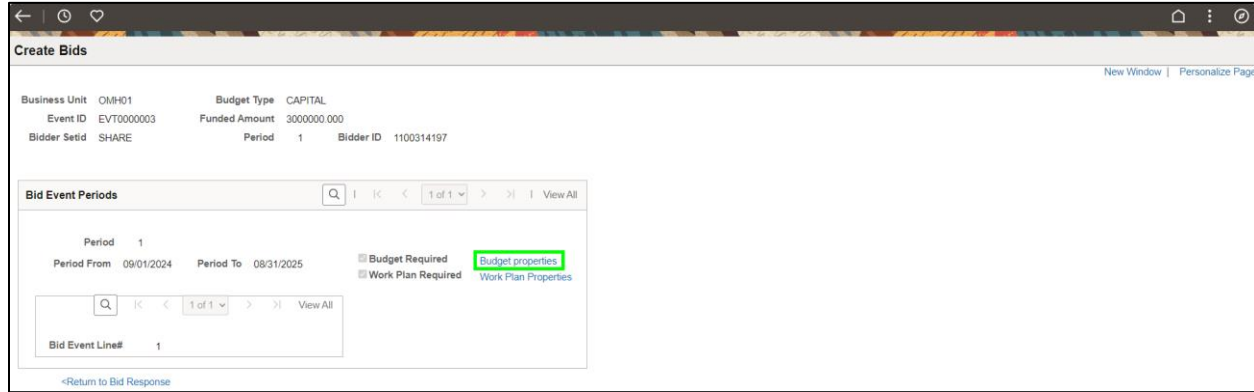 Create Bids
New Window | Personalize Page
Business Unit OMH01 Budget Type CAPITAL
Event ID EVT0000003 Funded Amount 3000000.000
Bidder Setid SHARE Period 1 Bidder ID 1100314197
Bid Event Periods 1 of 1 View All
Period 1
Period From 09/01/2024 Period To 08/31/2025 Budget Required Budget properties
Work Plan Required Work Plan Properties
1 of 1 View All
Bid Event Line# 1
<Return to Bid Response